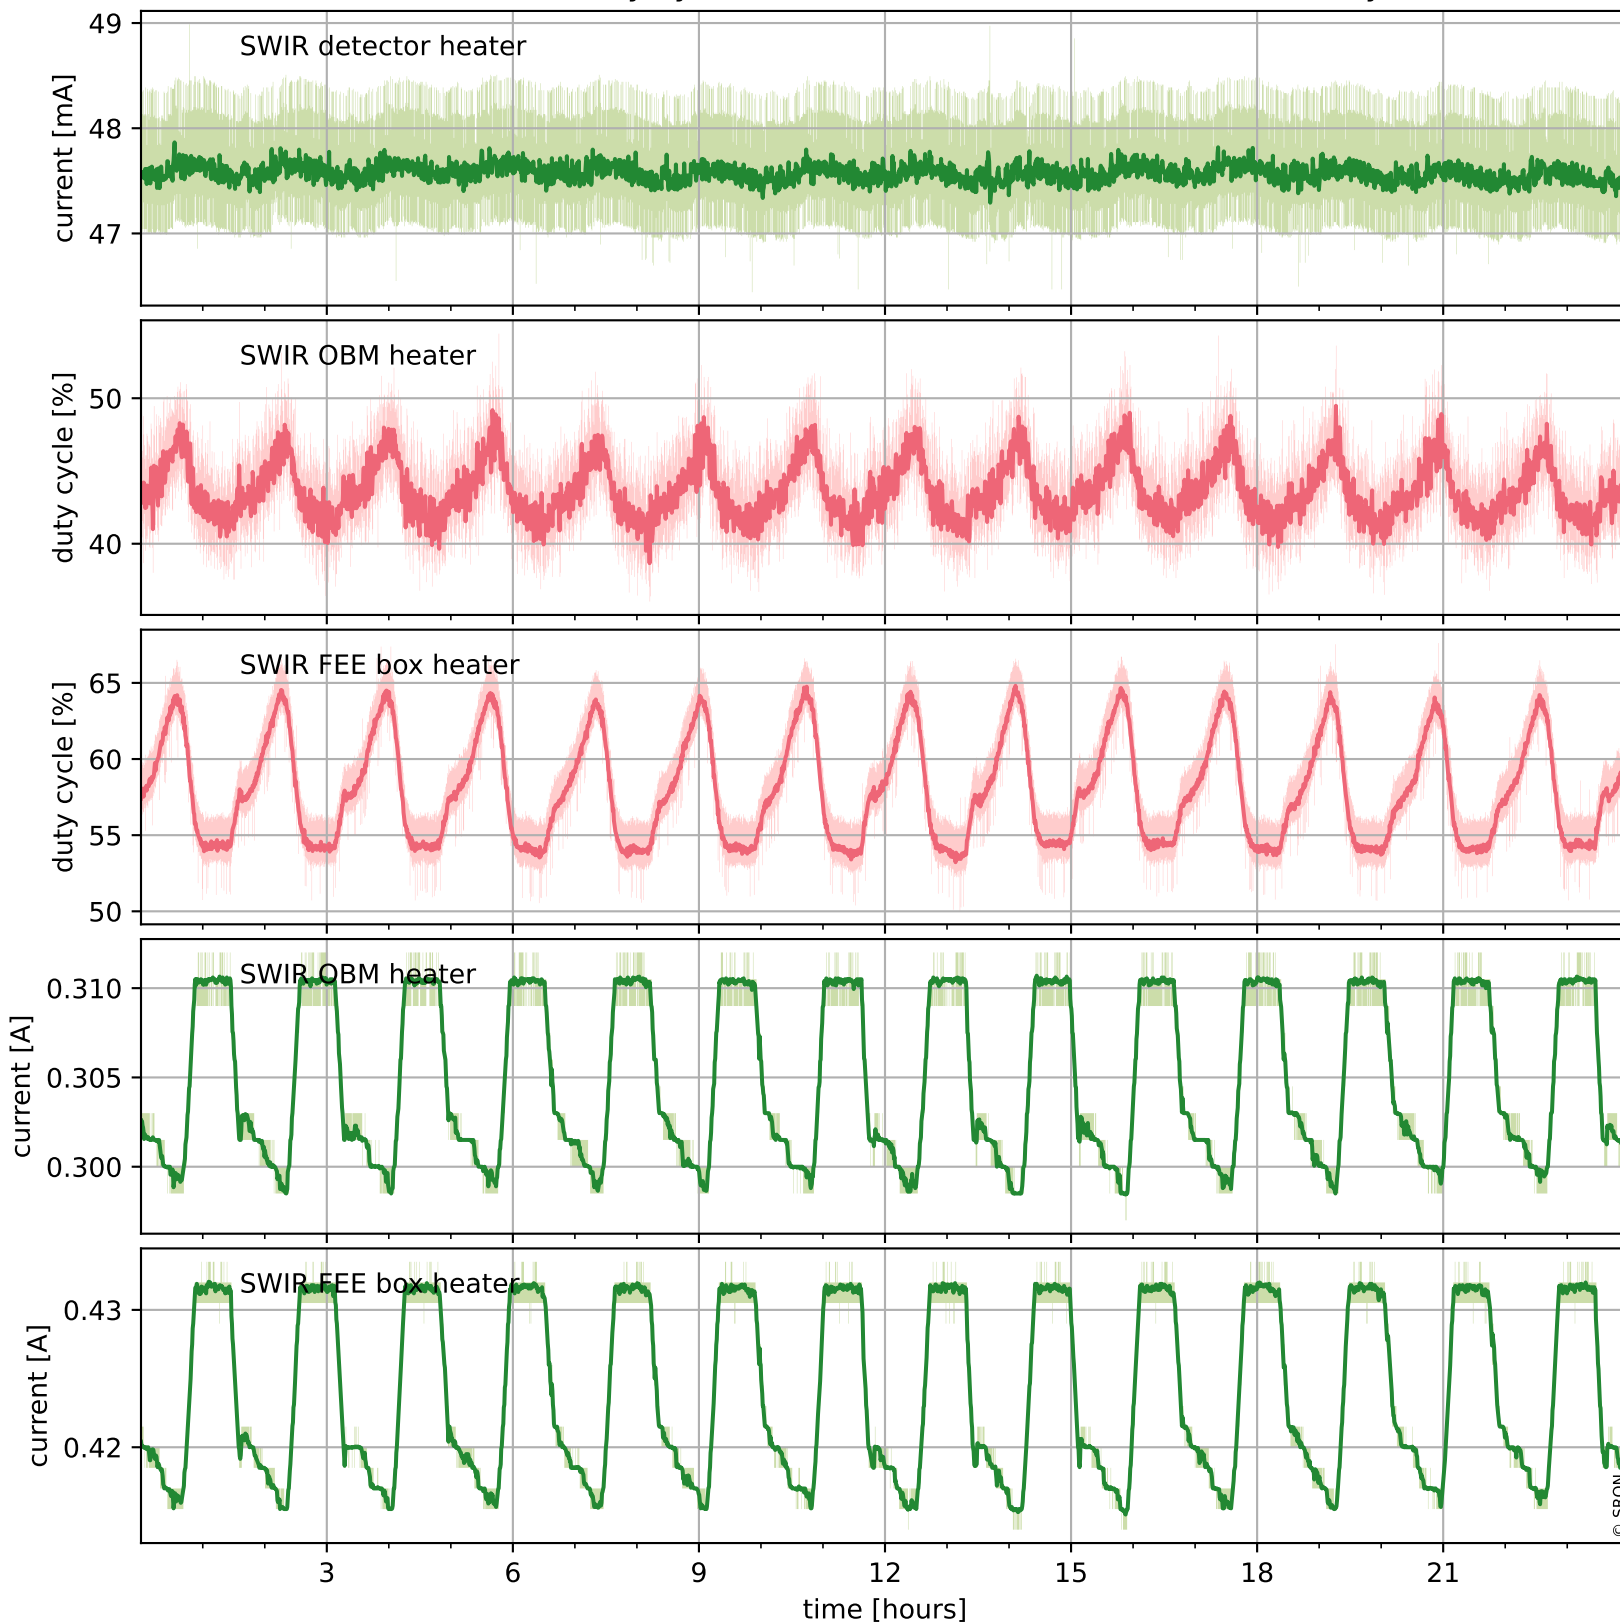 49
SWIR detector heater
48
current [mA]
47
SWIR OBM heater
50
duty cycle [%]
40
SWIR FEE box heater
65
60
duty cycle [%]
55
50
SWIR OBM heater
0.310
current [A]
0.305
0.300
SWIR FEE box heater
0.43
current [A]
0.42
© SRON
3 6 9 12 15 18 21
time [hours]